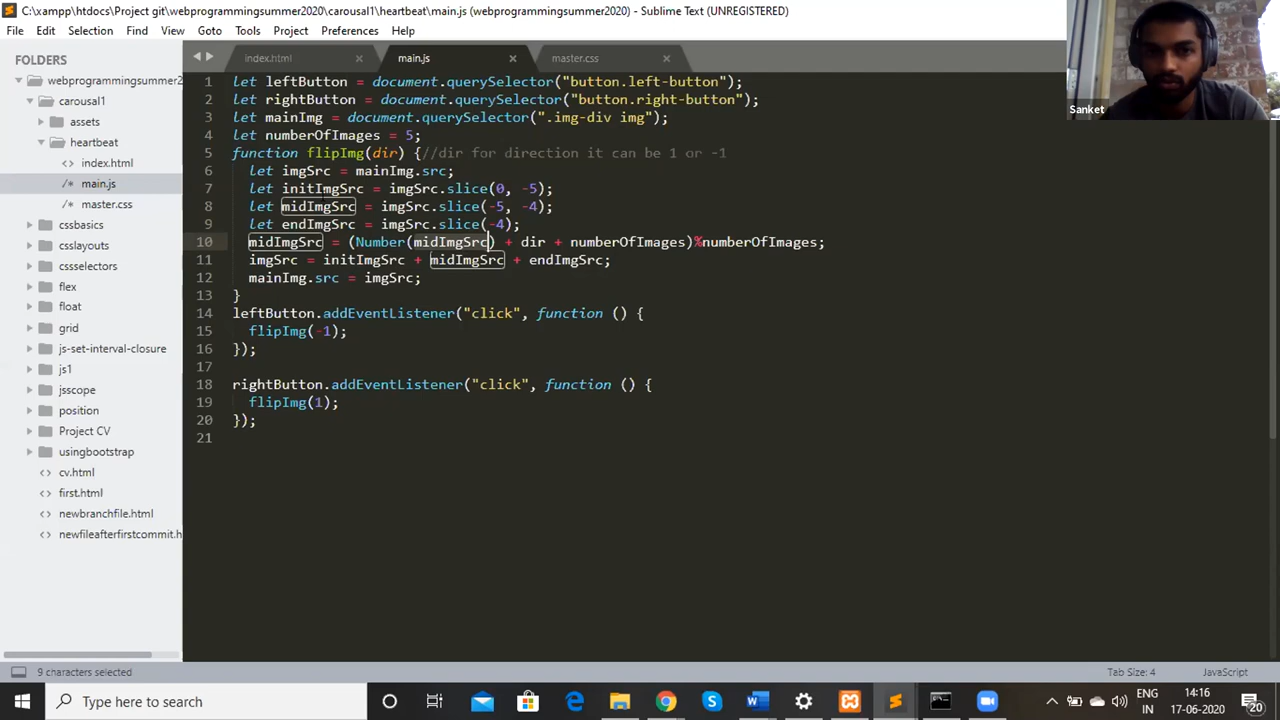 C:\xampp\htdocs\Project git\webprogrammingsummer2020\carousal1\heartbeat\main.js (webprogrammingsummer2020) - Sublime Text (UNREGISTERED)
File Edit Selection Find View Goto Tools Project Preferences Help
Sanket
FOLDERS
webprogrammingsummer2
carousal1
assets
heartbeat
index.html
main.js
master.css
cssbasics
csslayouts
cssselectors
flex
float
grid
js-set-interval-closure
js1
jsscope
position
Project CV
usingbootstrap
cv.html
first.html
newbranchfile.html
newfileafterfirstcommit.h
index.html main.js master.css
1 let leftButton = document.querySelector("button.left-button");
2 let rightButton = document.querySelector("button.right-button");
3 let mainImg = document.querySelector(".img-div img");
4 let numberOfImages = 5;
5 function flipImg(dir) {//dir for direction it can be 1 or -1
6 let imgSrc = mainImg.src;
7 let initImgSrc = imgSrc.slice(0, -5);
8 let midImgSrc = imgSrc.slice(-5, -4);
9 let endImgSrc = imgSrc.slice(-4);
10 midImgSrc = (Number(midImgSrc) + dir + numberOfImages)%numberOfImages;
11 imgSrc = initImgSrc + midImgSrc + endImgSrc;
12 mainImg.src = imgSrc;
13 }
14 leftButton.addEventListener("click", function () {
15 flipImg(-1);
16 });
17
18 rightButton.addEventListener("click", function () {
19 flipImg(1);
20 });
21
9 characters selected Tab Size: 4 JavaScript
Type here to search
ENG
IN
14:16
17-06-2020
20